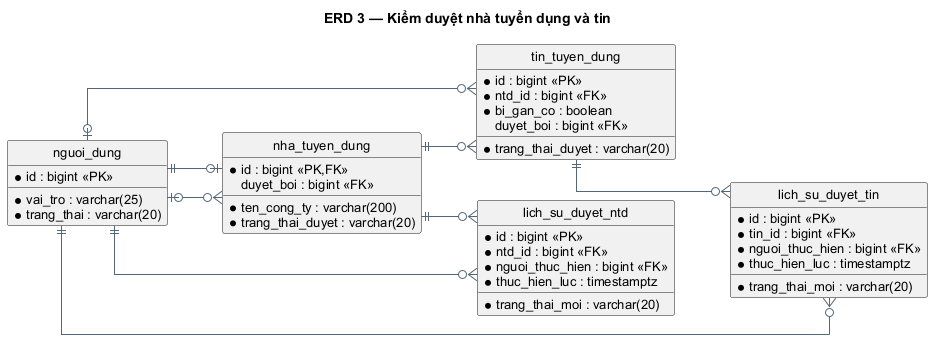 ERD 3 — Kiểm duyệt nhà tuyển dụng và tin
tin_tuyen_dung
id : bigint «PK»
ntd_id : bigint «FK»
bi_gan_co : boolean
duyet_boi : bigint «FK»
trang_thai_duyet : varchar(20)
nguoi_dung
id : bigint «PK»
vai_tro : varchar(25)
trang_thai : varchar(20)
nha_tuyen_dung
id : bigint «PK,FK»
duyet_boi : bigint «FK»
ten_cong_ty : varchar(200)
trang_thai_duyet : varchar(20)
lich_su_duyet_ntd
id : bigint «PK»
ntd_id : bigint «FK»
nguoi_thuc_hien : bigint «FK»
thuc_hien_luc : timestamptz
trang_thai_moi : varchar(20)
lich_su_duyet_tin
id : bigint «PK»
tin_id : bigint «FK»
nguoi_thuc_hien : bigint «FK»
thuc_hien_luc : timestamptz
trang_thai_moi : varchar(20)